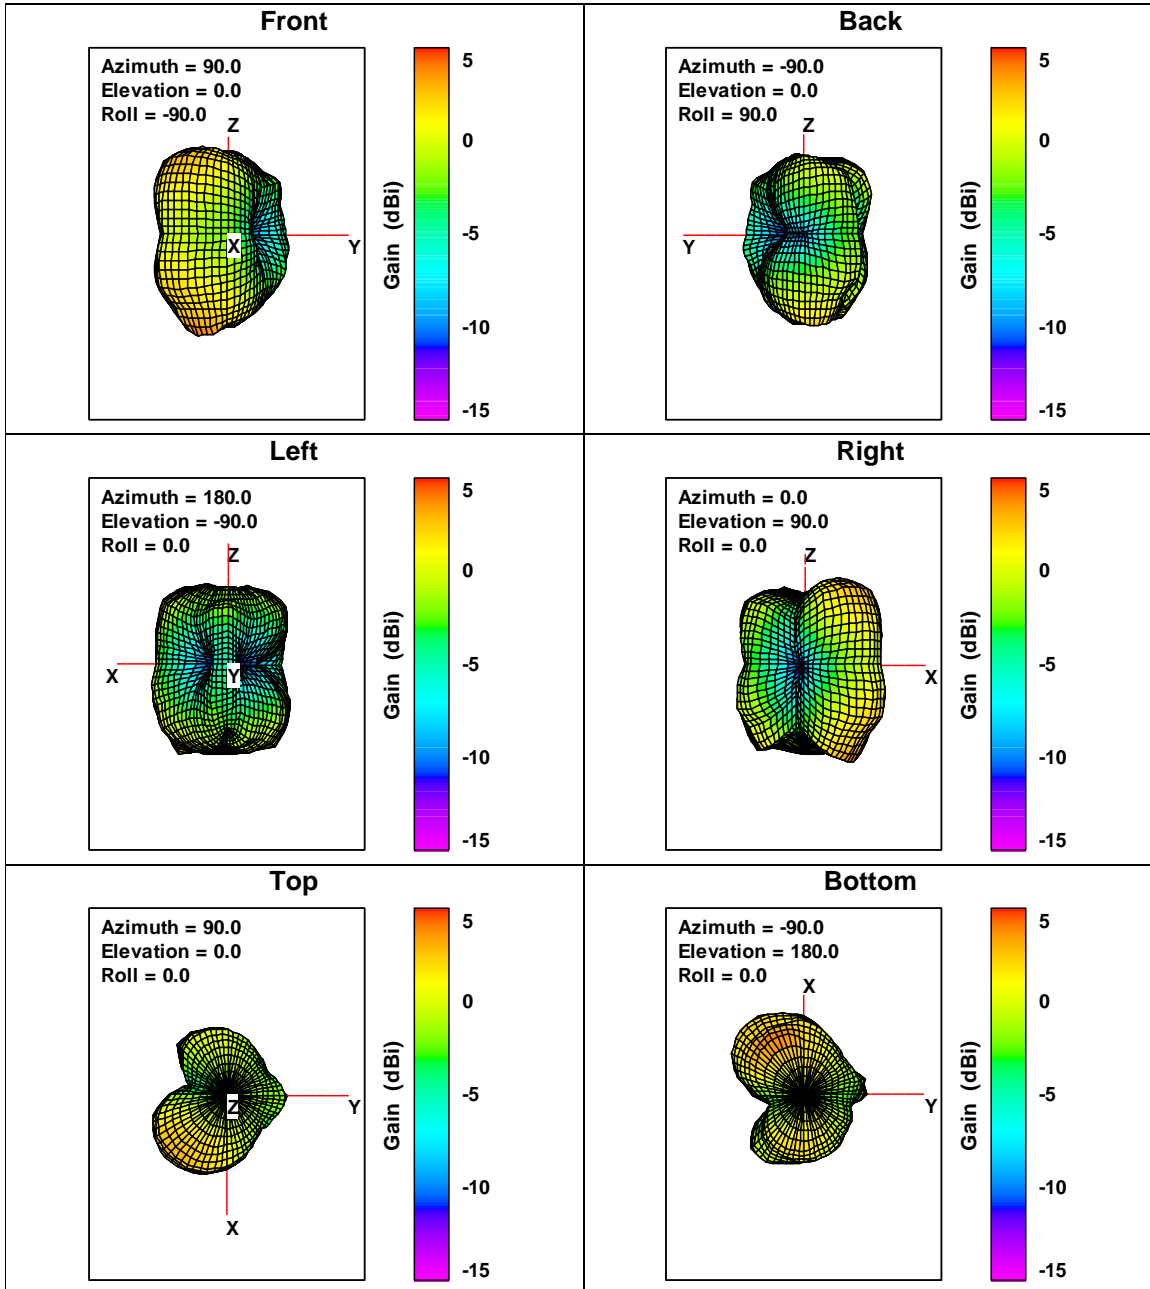 Front
Azimuth = 90.0
Elevation = 0.0
Roll = -90.0
Z
X
Y
Gain (dBi)
5
0
-5
-10
-15
Back
Azimuth = -90.0
Elevation = 0.0
Roll = 90.0
Z
Y
Gain (dBi)
5
0
-5
-10
-15
Left
Azimuth = 180.0
Elevation = -90.0
Roll = 0.0
Z
X
Y
Gain (dBi)
5
0
-5
-10
-15
Right
Azimuth = 0.0
Elevation = 90.0
Roll = 0.0
Z
X
Gain (dBi)
5
0
-5
-10
-15
Top
Azimuth = 90.0
Elevation = 0.0
Roll = 0.0
Z
Y
X
Gain (dBi)
5
0
-5
-10
-15
Bottom
Azimuth = -90.0
Elevation = 180.0
Roll = 0.0
X
Y
Gain (dBi)
5
0
-5
-10
-15